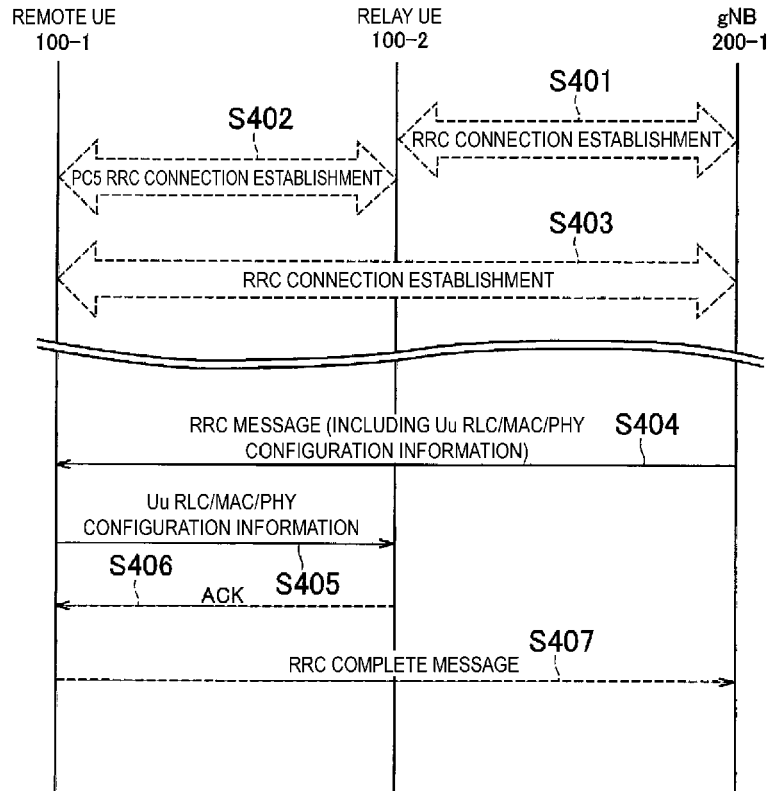 REMOTE UE
100-1
RELAY UE
100-2
gNB
200-1
S401
RRC CONNECTION ESTABLISHMENT
S402
PC5 RRC CONNECTION ESTABLISHMENT
S403
RRC CONNECTION ESTABLISHMENT
RRC MESSAGE (INCLUDING Uu RLC/MAC/PHY
CONFIGURATION INFORMATION)
S404
Uu RLC/MAC/PHY
CONFIGURATION INFORMATION
S405
S406
ACK
S407
RRC COMPLETE MESSAGE